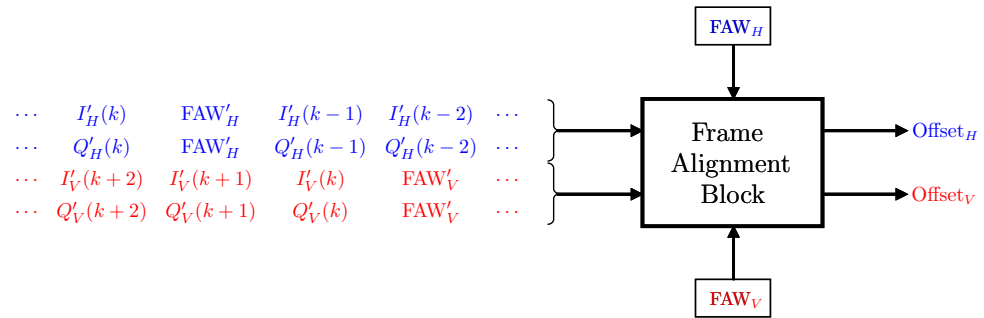 FAW_H
⋯ I′_H(k) FAW′_H I′_H(k−1) I′_H(k−2) ⋯
⋯ Q′_H(k) FAW′_H Q′_H(k−1) Q′_H(k−2) ⋯
⋯ I′_V(k+2) I′_V(k+1) I′_V(k) FAW′_V ⋯
⋯ Q′_V(k+2) Q′_V(k+1) Q′_V(k) FAW′_V ⋯
Frame
Alignment
Block
Offset_H
Offset_V
FAW_V